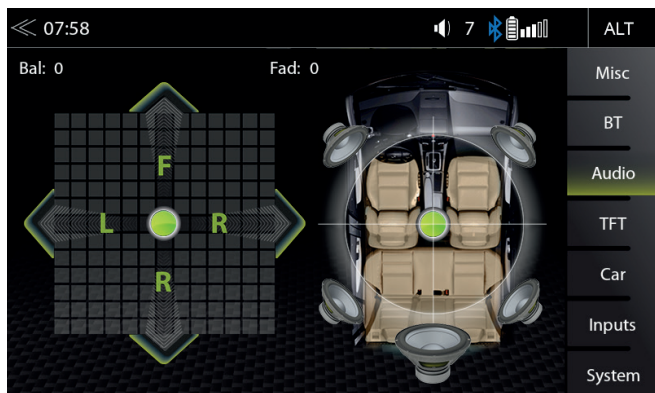 07:58
7
ALT
Bal: 0
Fad: 0
F
L
R
R
Misc
BT
Audio
TFT
Car
Inputs
System